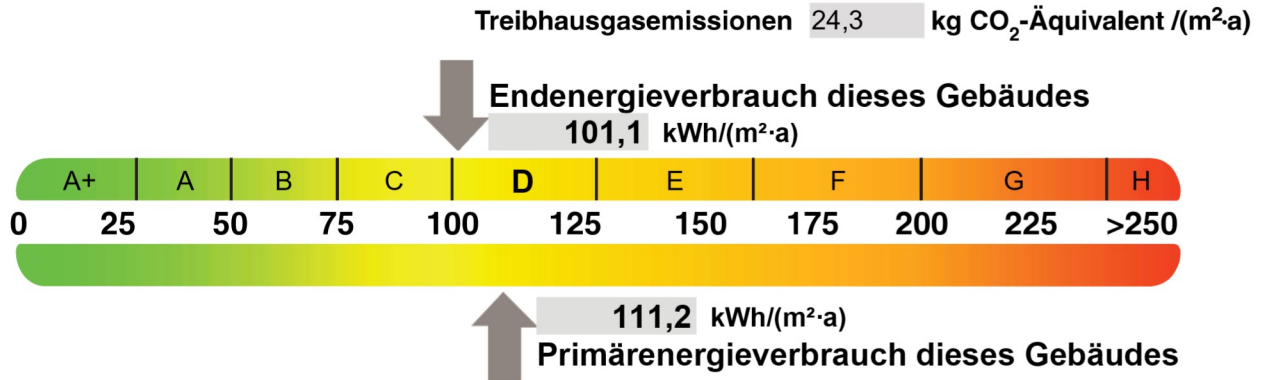 Treibhausgasemissionen 24,3 kg CO₂-Äquivalent /(m²·a)
Endenergieverbrauch dieses Gebäudes
101,1 kWh/(m²·a)
A+ A B C D E F G H
0 25 50 75 100 125 150 175 200 225 >250
111,2 kWh/(m²·a)
Primärenergieverbrauch dieses Gebäudes